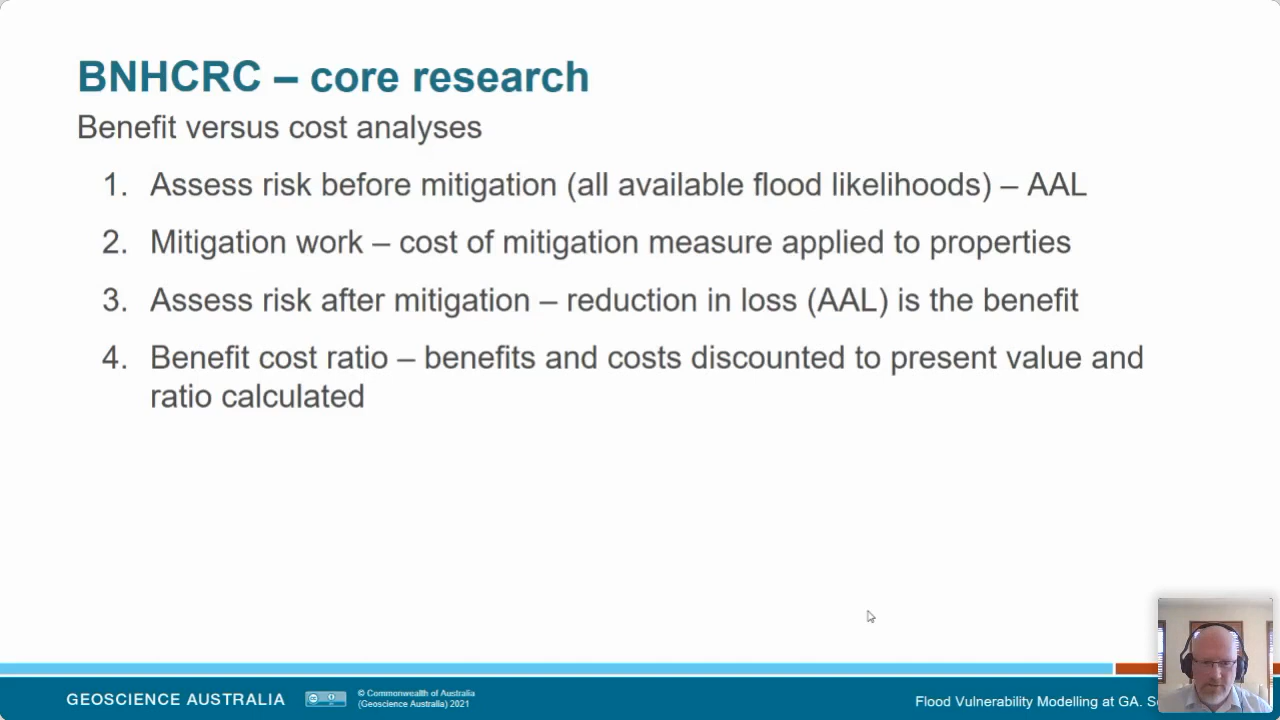 BNHCRC – core research
Benefit versus cost analyses
1. Assess risk before mitigation (all available flood likelihoods) – AAL
2. Mitigation work – cost of mitigation measure applied to properties
3. Assess risk after mitigation – reduction in loss (AAL) is the benefit
4. Benefit cost ratio – benefits and costs discounted to present value and
ratio calculated
GEOSCIENCE AUSTRALIA
© Commonwealth of Australia
(Geoscience Australia) 2021
Flood Vulnerability Modelling at GA.